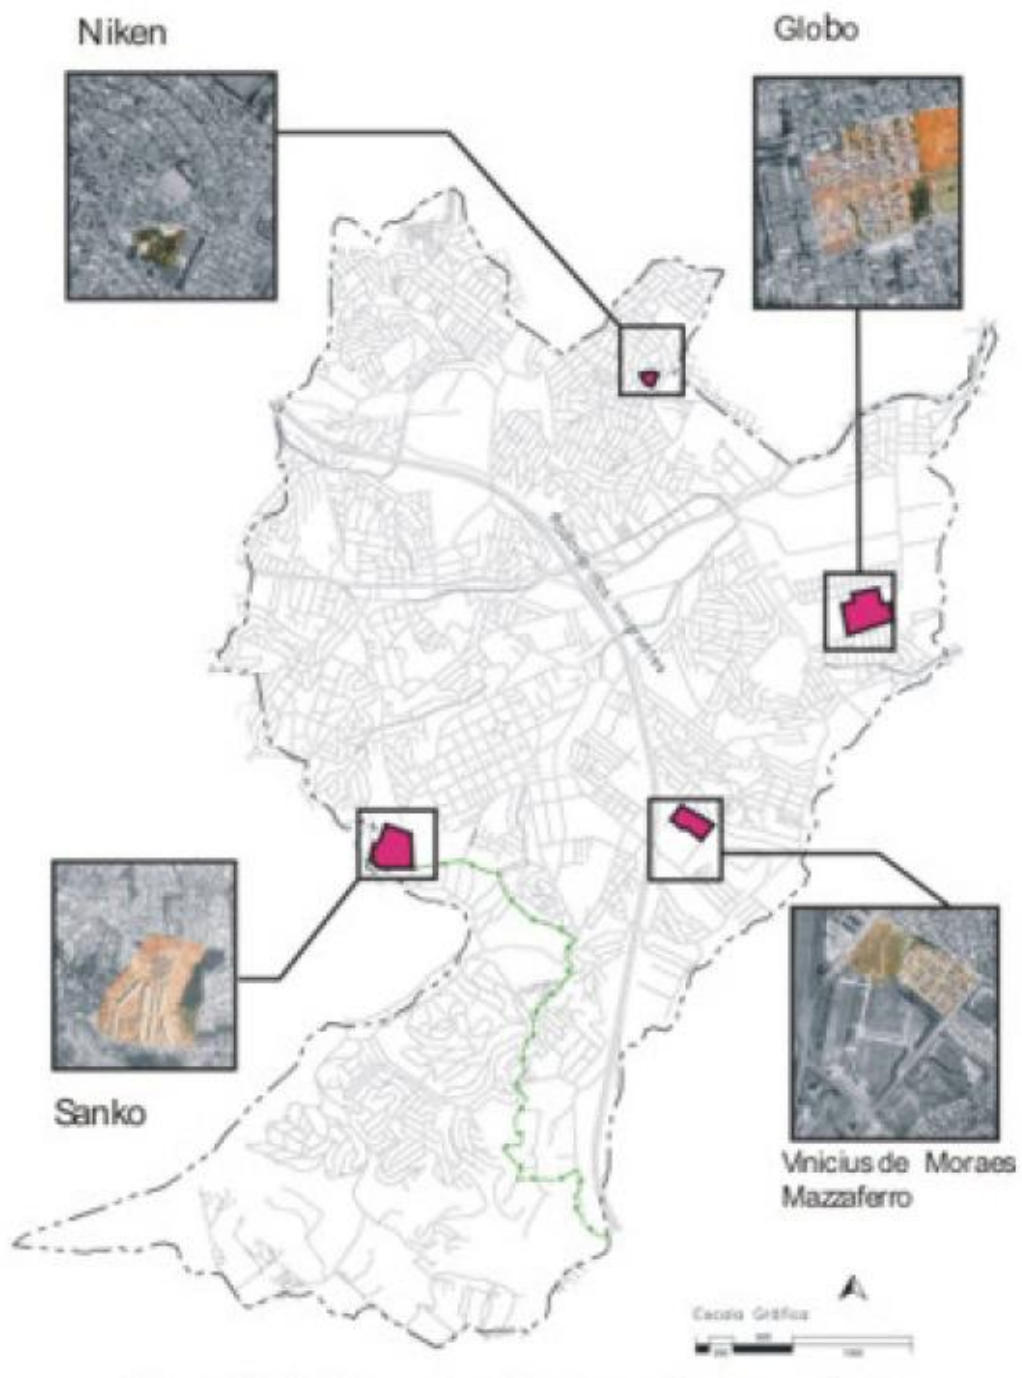 Niken
Globo
Sanko
Vinicius de Moraes
Mazzaferro
Escala Gráfica